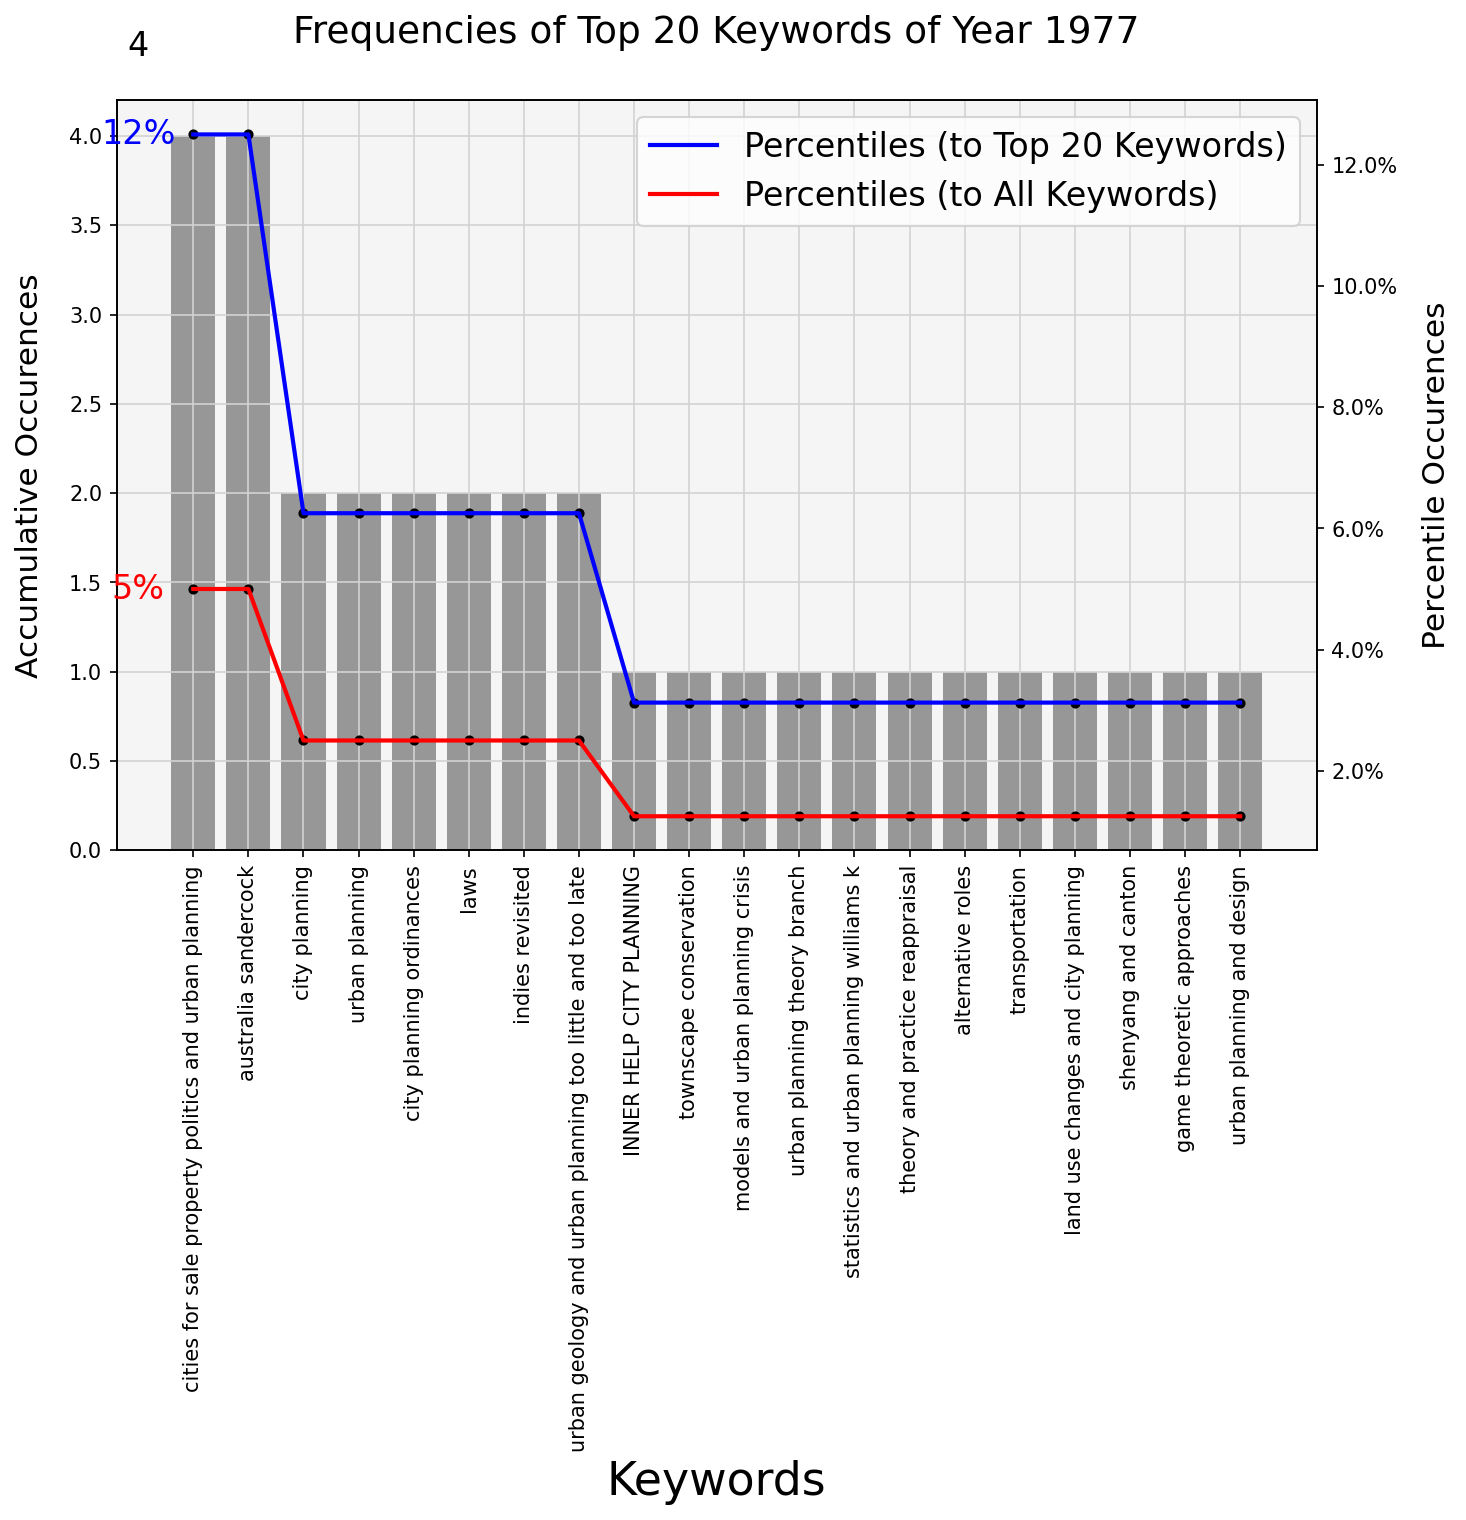 Frequencies of Top 20 Keywords of Year 1977
4
12%
5%
Percentiles (to Top 20 Keywords)
Percentiles (to All Keywords)
Accumulative Occurences
4.0
3.5
3.0
2.5
2.0
1.5
1.0
0.5
0.0
12.0%
10.0%
8.0%
6.0%
4.0%
2.0%
Percentile Occurences
cities for sale property politics and urban planning
australia sandercock
city planning
urban planning
city planning ordinances
laws
indies revisited
urban geology and urban planning too little and too late
INNER HELP CITY PLANNING
townscape conservation
models and urban planning crisis
urban planning theory branch
statistics and urban planning williams k
theory and practice reappraisal
alternative roles
transportation
land use changes and city planning
shenyang and canton
game theoretic approaches
urban planning and design
Keywords